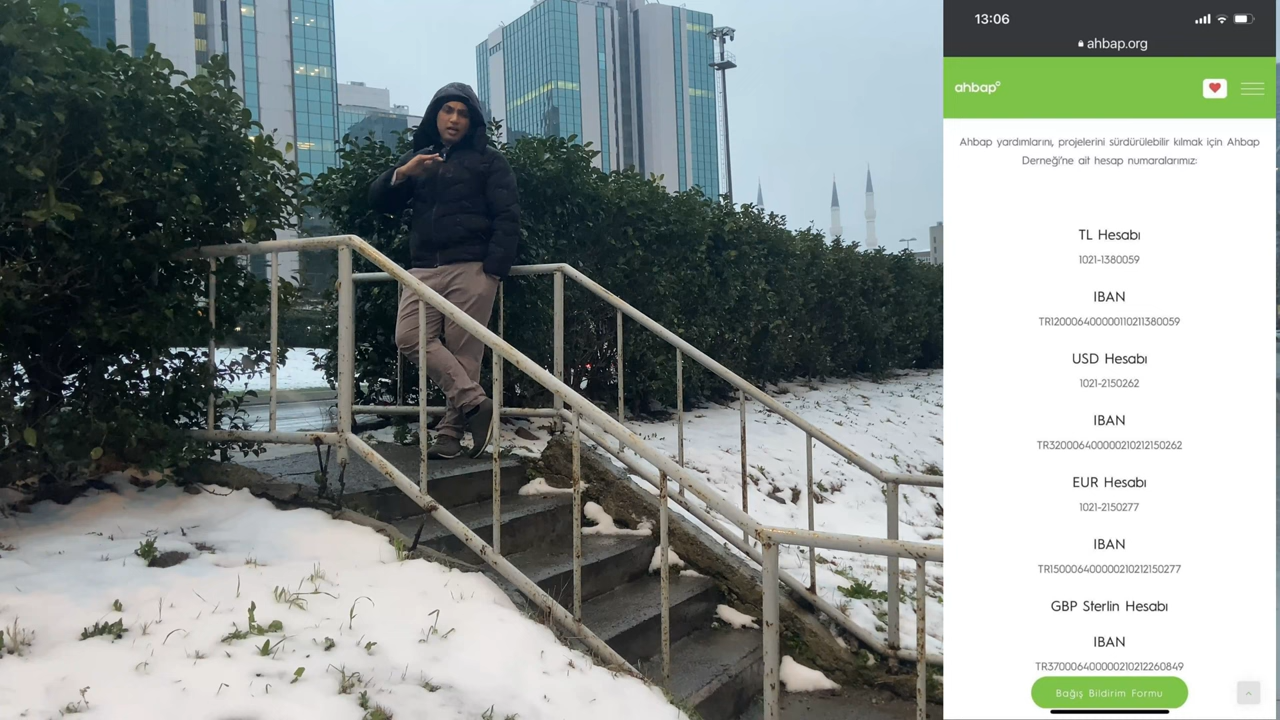 13:06
ahbap.org
ahbap
Ahbap yardımlarını, projelerini sürdürülebilir kılmak için Ahbap
Derneği'ne ait hesap numaralarımız:
TL Hesabı
1021-1380059
IBAN
TR120006400000110211380059
USD Hesabı
1021-2150262
IBAN
TR320006400000210212150262
EUR Hesabı
1021-2150277
IBAN
TR150006400000210212150277
GBP Sterlin Hesabı
IBAN
TR370006400000210212260849
Bağış Bildirim Formu